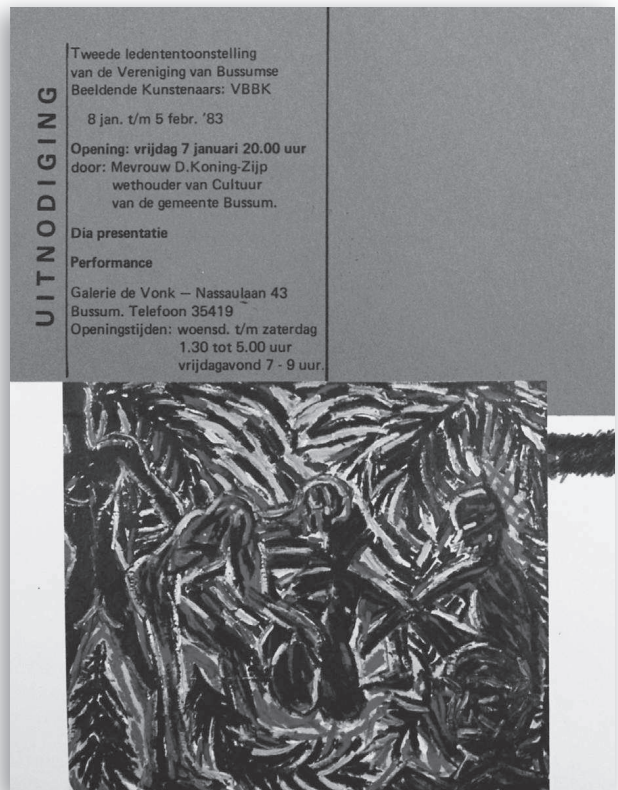 UITNODIGING
Tweede ledententoonstelling
van de Vereniging van Bussumse
Beeldende Kunstenaars: VBBK
8 jan. t/m 5 febr. '83
Opening: vrijdag 7 januari 20.00 uur
door: Mevrouw D.Koning-Zijp
wethouder van Cultuur
van de gemeente Bussum.
Dia presentatie
Performance
Galerie de Vonk — Nassaulaan 43
Bussum. Telefoon 35419
Openingstijden: woensd. t/m zaterdag
1.30 tot 5.00 uur
vrijdagavond 7 - 9 uur.